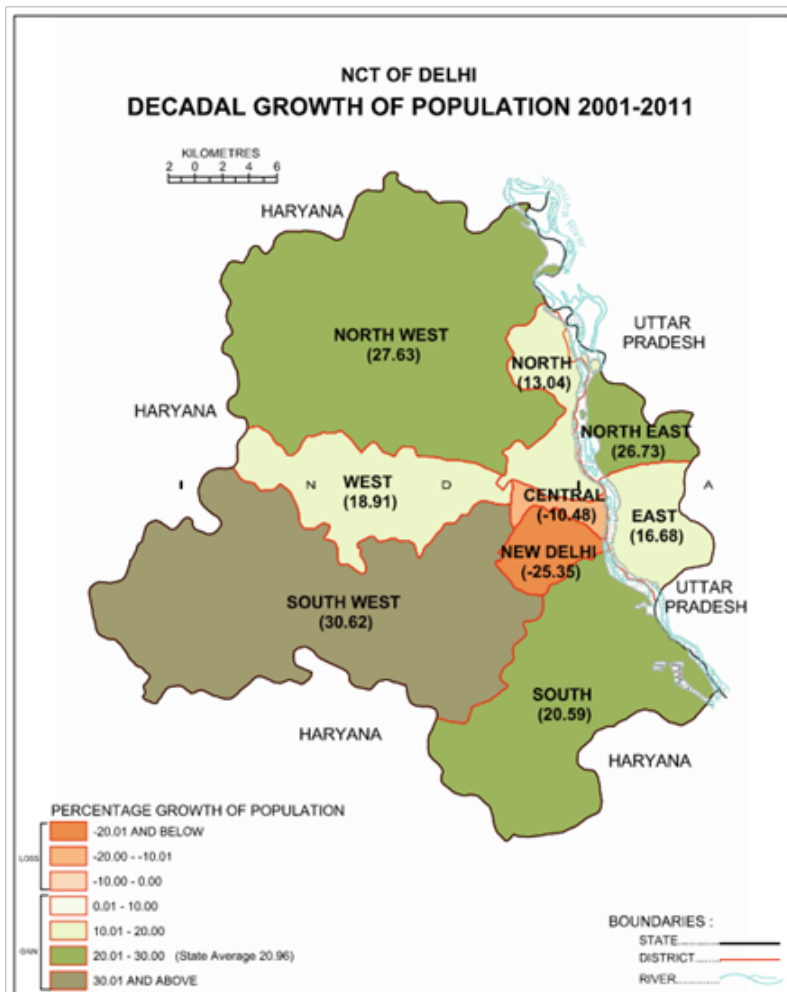 NCT OF DELHI
DECADAL GROWTH OF POPULATION 2001-2011
KILOMETRES
2 0 2 4 6
HARYANA
Yamuna River
UTTAR
PRADESH
NORTH WEST
(27.63)
NORTH
(13.04)
HARYANA
NORTH EAST
(26.73)
WEST
(18.91)
I N D I A
CENTRAL
(-10.48)
EAST
(16.68)
NEW DELHI
(-25.35)
SOUTH WEST
(30.62)
UTTAR
PRADESH
SOUTH
(20.59)
HARYANA
HARYANA
PERCENTAGE GROWTH OF POPULATION
LOSS
-20.01 AND BELOW
-20.00 - -10.01
-10.00 - 0.00
GAIN
0.01 - 10.00
10.01 - 20.00
20.01 - 30.00 (State Average 20.96)
30.01 AND ABOVE
BOUNDARIES :
STATE
DISTRICT
RIVER